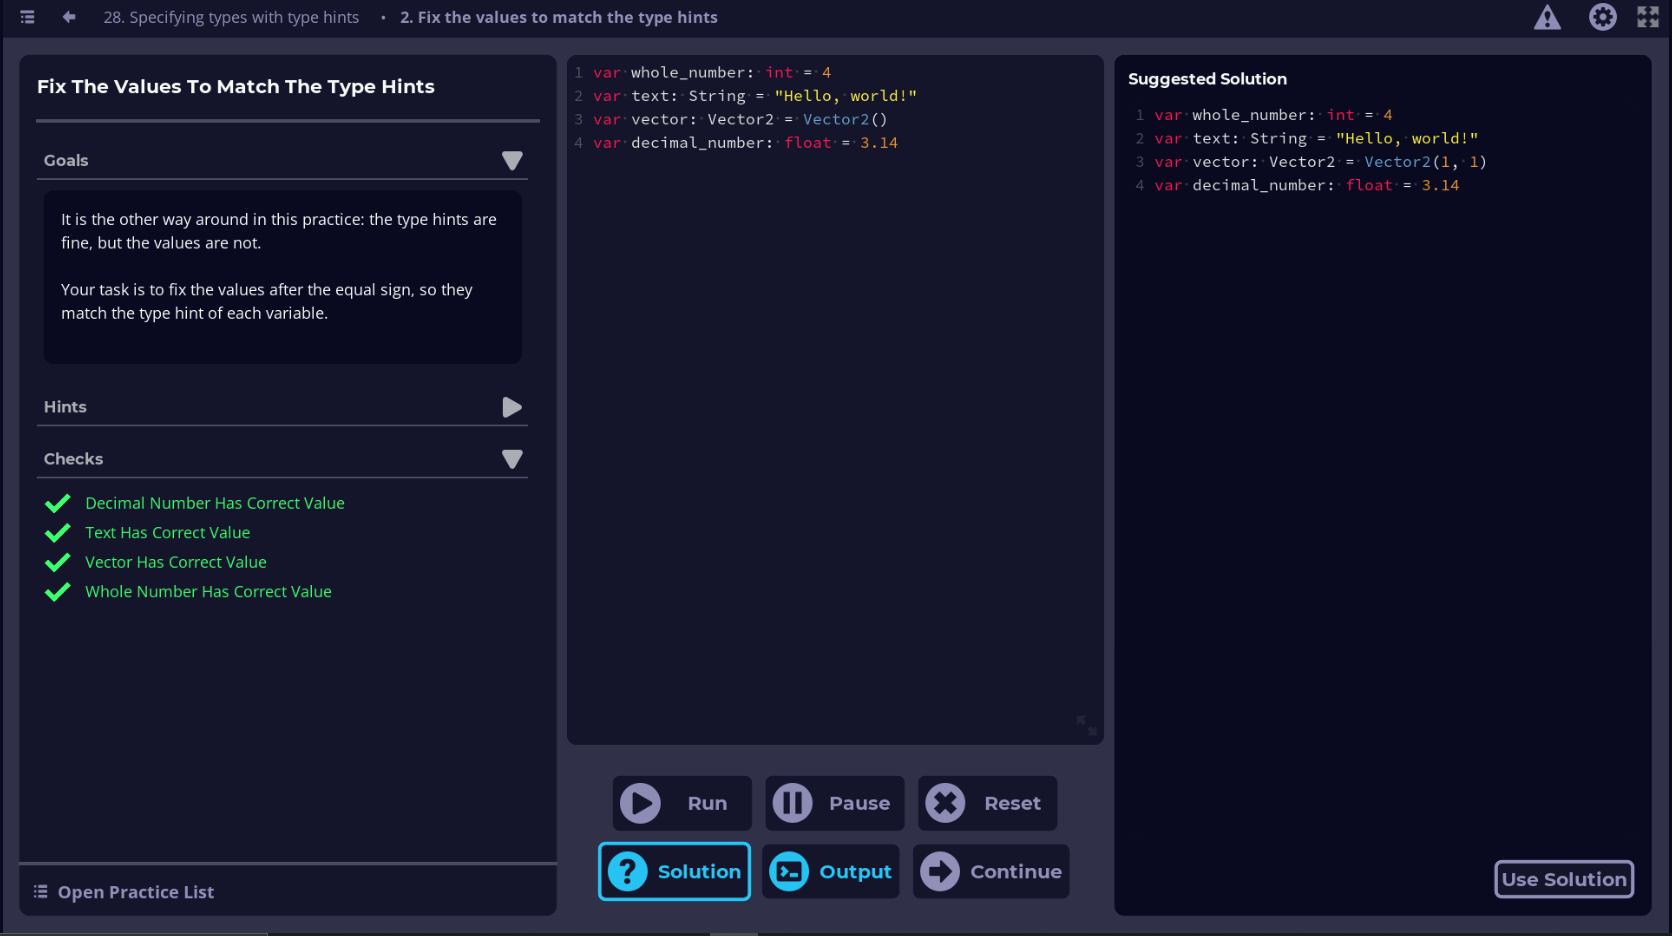 28. Specifying types with type hints • 2. Fix the values to match the type hints
Fix The Values To Match The Type Hints
Goals
It is the other way around in this practice: the type hints are
fine, but the values are not.
Your task is to fix the values after the equal sign, so they
match the type hint of each variable.
Hints
Checks
Decimal Number Has Correct Value
Text Has Correct Value
Vector Has Correct Value
Whole Number Has Correct Value
Open Practice List
1 var whole_number: int = 4
2 var text: String = "Hello, world!"
3 var vector: Vector2 = Vector2()
4 var decimal_number: float = 3.14
Run
Pause
Reset
Solution
Output
Continue
Suggested Solution
1 var whole_number: int = 4
2 var text: String = "Hello, world!"
3 var vector: Vector2 = Vector2(1, 1)
4 var decimal_number: float = 3.14
Use Solution